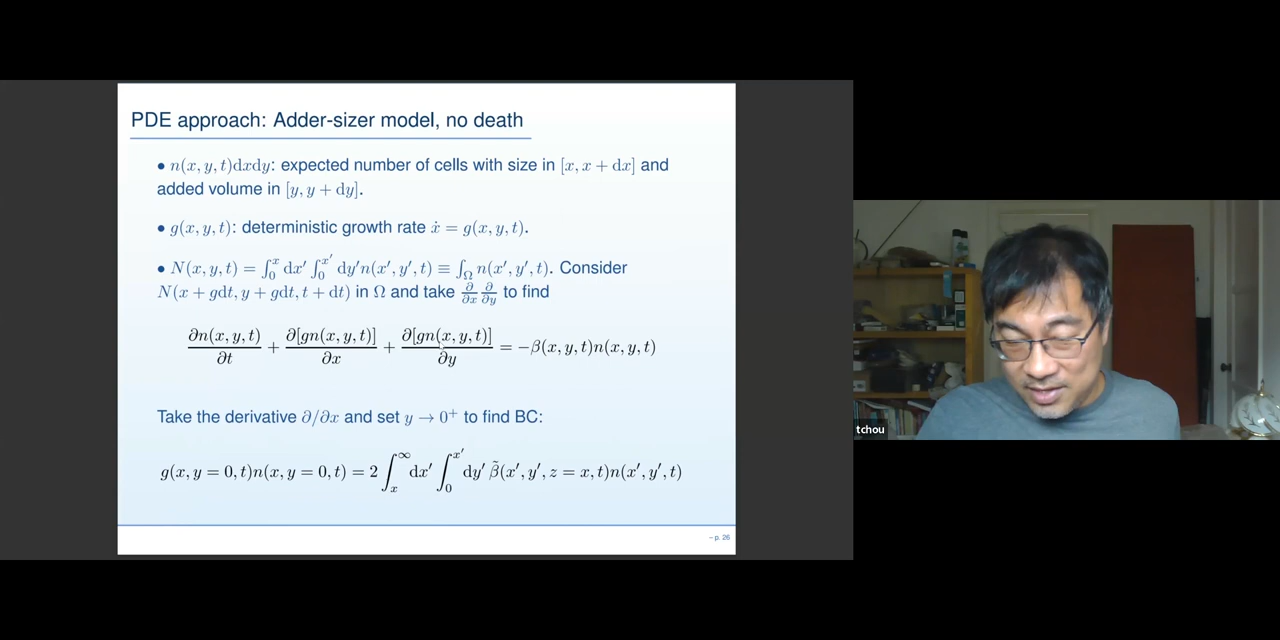 PDE approach: Adder-sizer model, no death
• n(x, y, t)dxdy: expected number of cells with size in [x, x + dx] and
added volume in [y, y + dy].
• g(x, y, t): deterministic growth rate ẋ = g(x, y, t).
• N(x, y, t) = ∫₀ˣ dx′ ∫₀ˣ′ dy′n(x′, y′, t) ≡ ∫_Ω n(x′, y′, t). Consider
N(x + gdt, y + gdt, t + dt) in Ω and take ∂/∂x ∂/∂y to find
∂n(x, y, t)/∂t + ∂[gn(x, y, t)]/∂x + ∂[gn(x, y, t)]/∂y = −β(x, y, t)n(x, y, t)
Take the derivative ∂/∂x and set y → 0⁺ to find BC:
g(x, y = 0, t)n(x, y = 0, t) = 2 ∫ₓ^∞ dx′ ∫₀^x′ dy′ β̃(x′, y′, z = x, t)n(x′, y′, t)
– p. 26
tchou